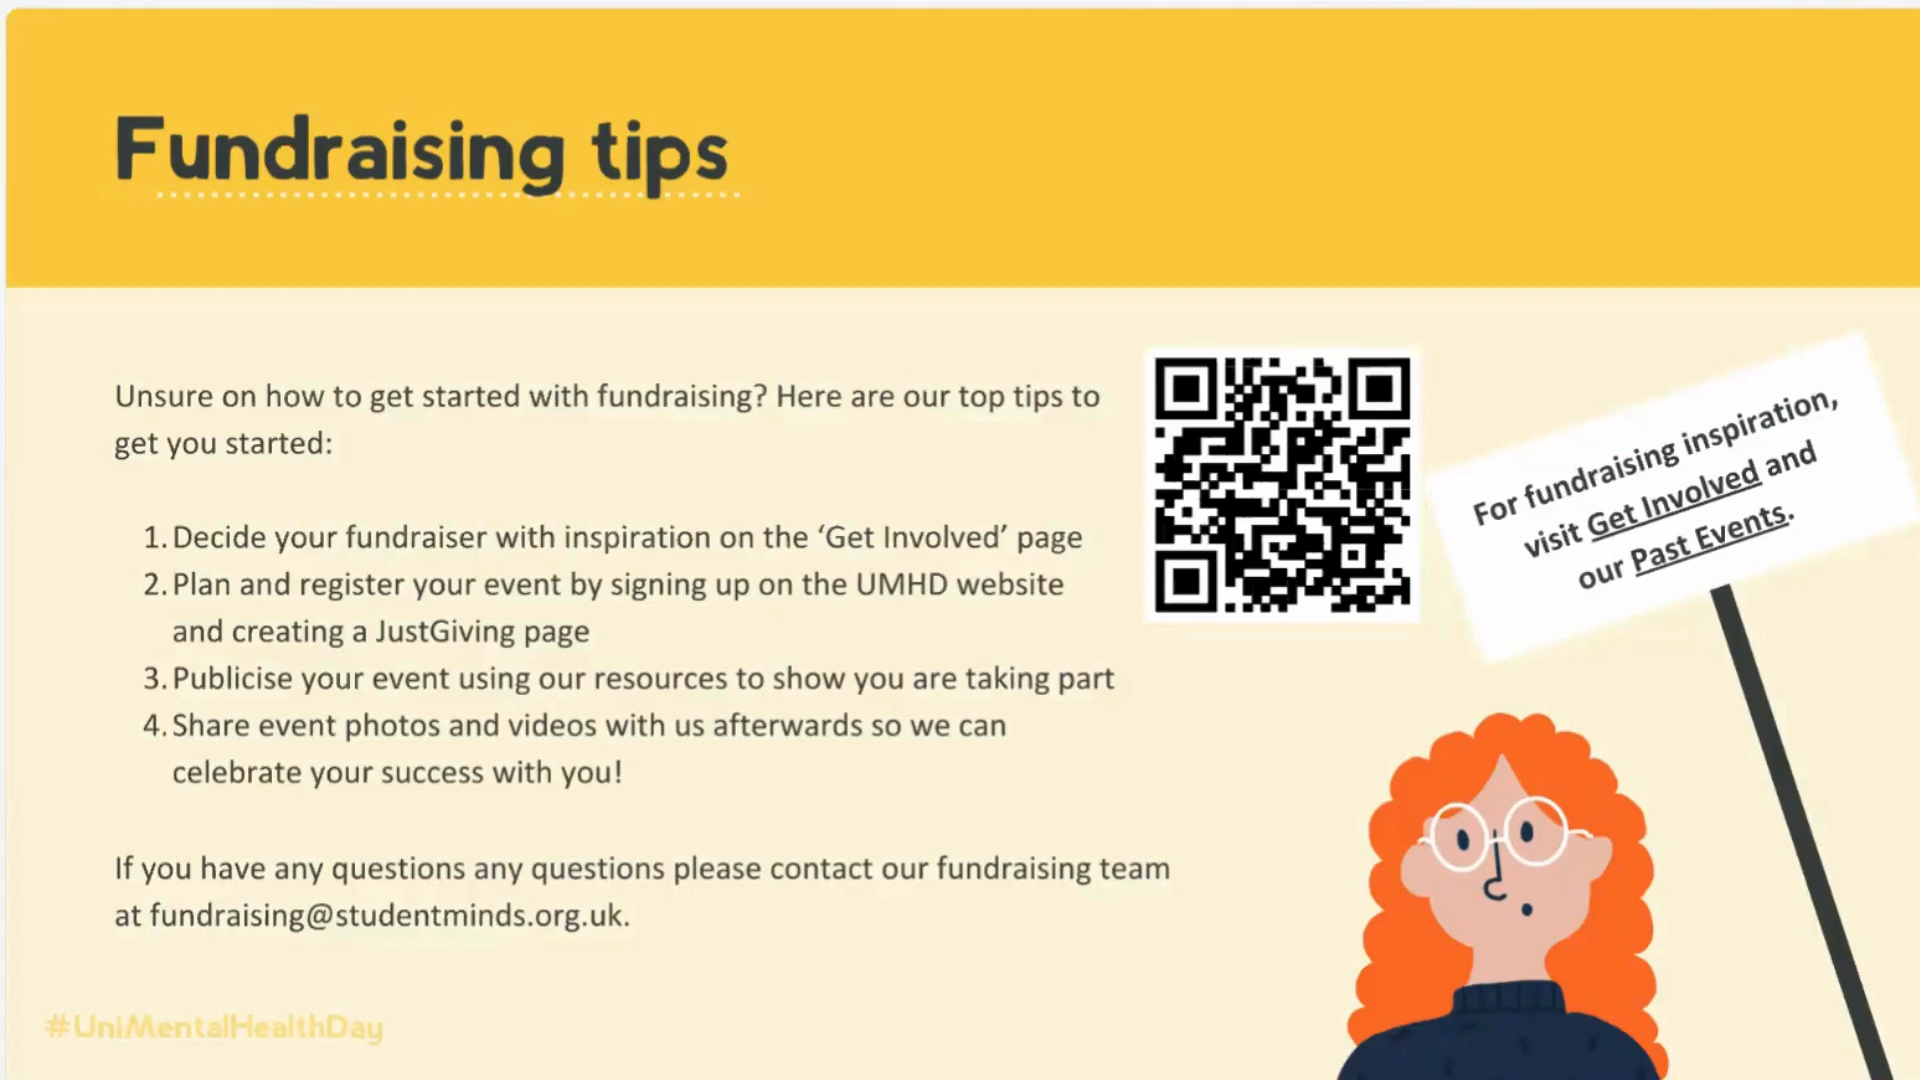 Fundraising tips
Unsure on how to get started with fundraising? Here are our top tips to
get you started:
1. Decide your fundraiser with inspiration on the ‘Get Involved’ page
2. Plan and register your event by signing up on the UMHD website
and creating a JustGiving page
3. Publicise your event using our resources to show you are taking part
4. Share event photos and videos with us afterwards so we can
celebrate your success with you!
If you have any questions any questions please contact our fundraising team
at fundraising@studentminds.org.uk.
For fundraising inspiration,
visit Get Involved and
our Past Events.
#UniMentalHealthDay